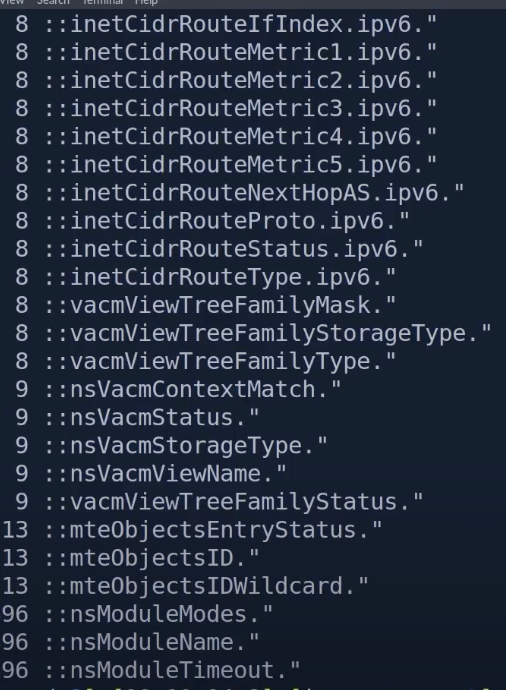 View Search Terminal Help
8 ::inetCidrRouteIfIndex.ipv6."
8 ::inetCidrRouteMetric1.ipv6."
8 ::inetCidrRouteMetric2.ipv6."
8 ::inetCidrRouteMetric3.ipv6."
8 ::inetCidrRouteMetric4.ipv6."
8 ::inetCidrRouteMetric5.ipv6."
8 ::inetCidrRouteNextHopAS.ipv6."
8 ::inetCidrRouteProto.ipv6."
8 ::inetCidrRouteStatus.ipv6."
8 ::inetCidrRouteType.ipv6."
8 ::vacmViewTreeFamilyMask."
8 ::vacmViewTreeFamilyStorageType."
8 ::vacmViewTreeFamilyType."
9 ::nsVacmContextMatch."
9 ::nsVacmStatus."
9 ::nsVacmStorageType."
9 ::nsVacmViewName."
9 ::vacmViewTreeFamilyStatus."
13 ::mteObjectsEntryStatus."
13 ::mteObjectsID."
13 ::mteObjectsIDWildcard."
96 ::nsModuleModes."
96 ::nsModuleName."
96 ::nsModuleTimeout."